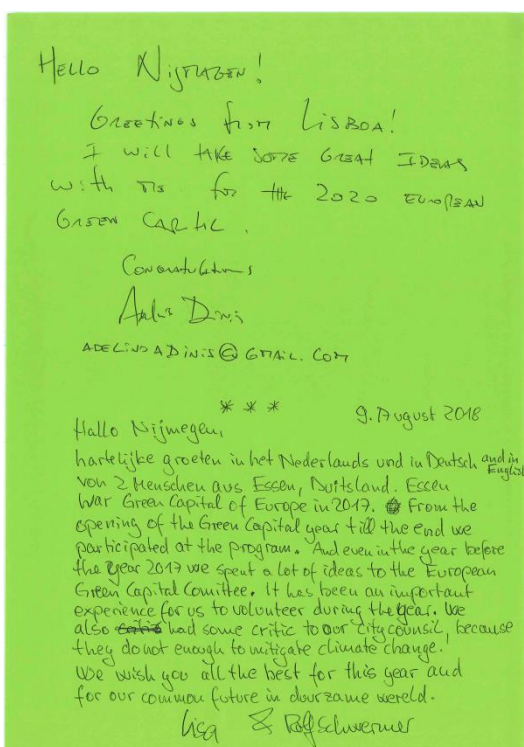 HELLO NIJMEGEN!
GREETINGS from LISBOA!
I will TAKE SOME GREAT IDEAS
with ME for the 2020 EUROPEAN
GREEN CAPITAL.
Congratulations
Dinis
ADELINOADINIS@GMAIL.COM
* * *
9. August 2018
Hallo Nijmegen,
hartelijke groeten in het Nederlands und in Deutsch and in English
von 2 Menschen aus Essen, Duitsland. Essen
war Green Capital of Europe in 2017. From the
opening of the Green Capital year till the end we
participated at the program. And even in the year before
the year 2017 we spent a lot of ideas to the European
Green Capital Comittee. It has been an important
experience for us to volunteer during the year. We
also had some critic to our city counsil, because
they do not enough to mitigate climate change!
We wish you all the best for this year and
for our common future in duurzame wereld.
Lisa & Rolf Schwermer